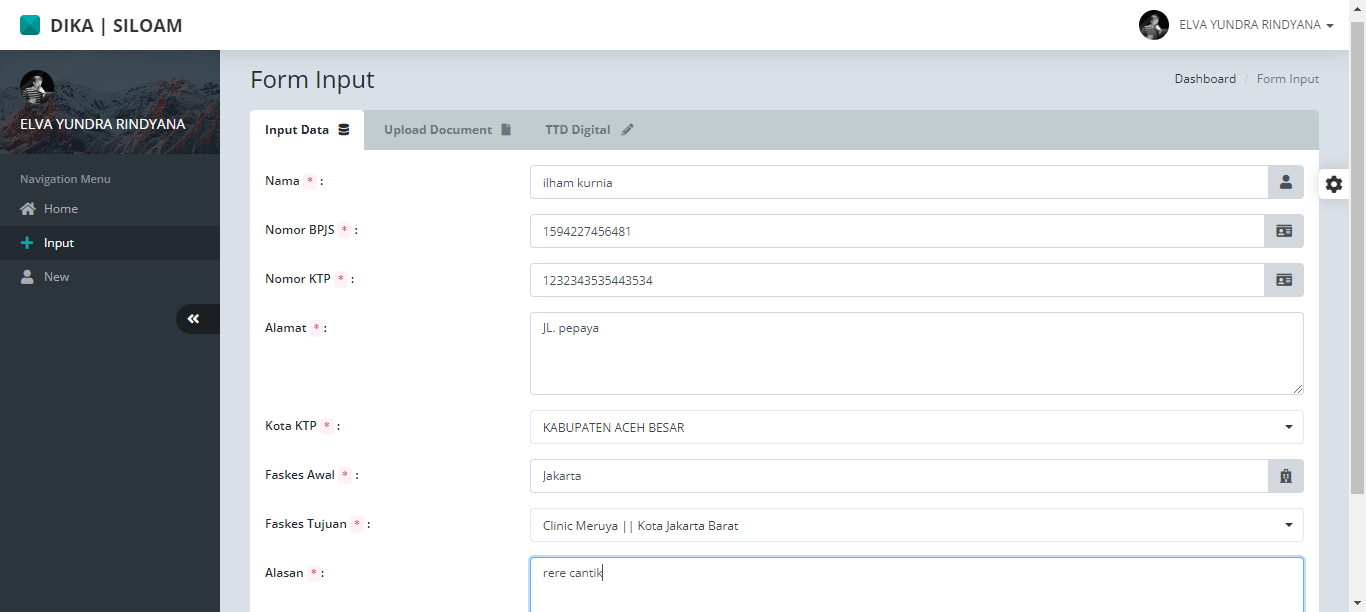 DIKA | SILOAM
ELVA YUNDRA RINDYANA
ELVA YUNDRA RINDYANA
Navigation Menu
Home
Input
New
Form Input
Dashboard / Form Input
Input Data
Upload Document
TTD Digital
Nama * :
ilham kurnia
Nomor BPJS * :
1594227456481
Nomor KTP * :
1232343535443534
Alamat * :
JL. pepaya
Kota KTP * :
KABUPATEN ACEH BESAR
Faskes Awal * :
Jakarta
Faskes Tujuan * :
Clinic Meruya || Kota Jakarta Barat
Alasan * :
rere cantik